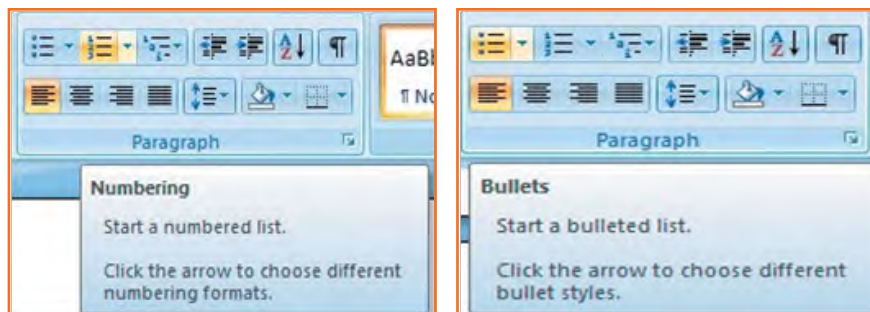 AaBl
¶ No
Paragraph
Numbering
Start a numbered list.
Click the arrow to choose different
numbering formats.
Paragraph
Bullets
Start a bulleted list.
Click the arrow to choose different
bullet styles.